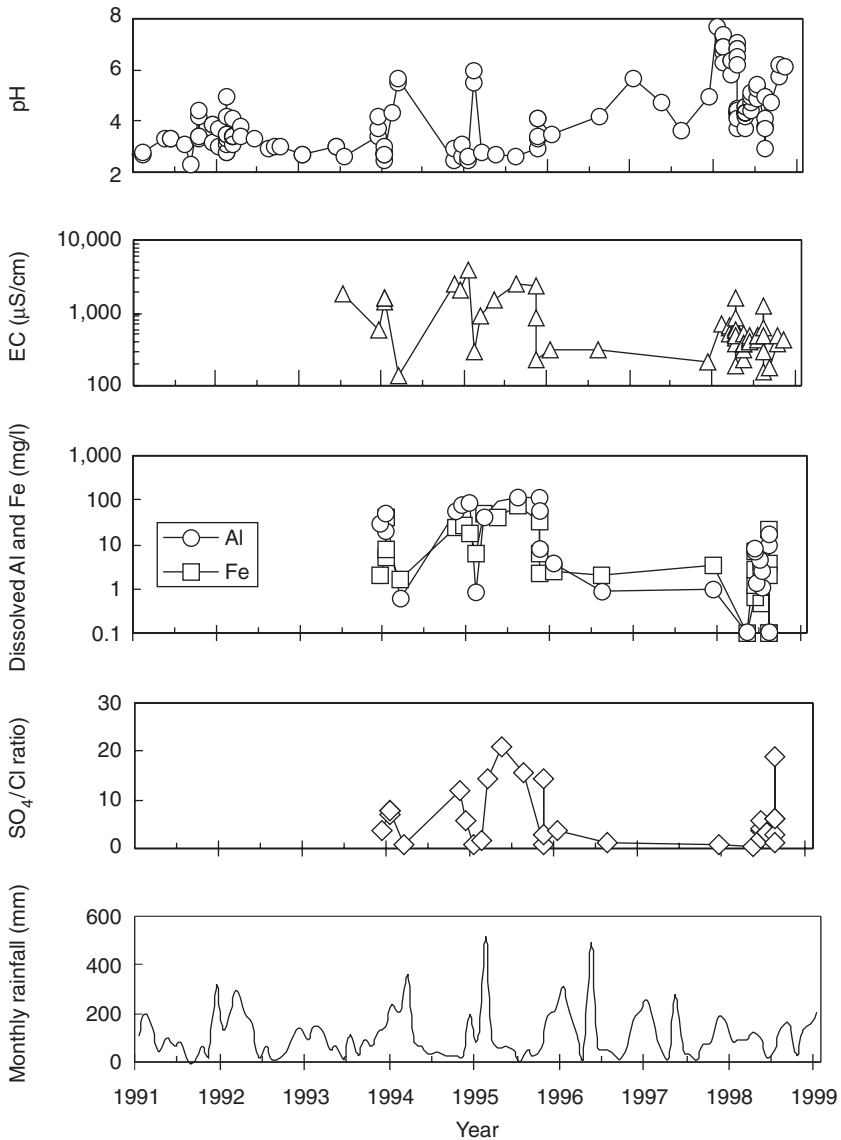 8
6
4
2
pH
10,000
1,000
100
EC (µS/cm)
1,000
100
10
1
0.1
Dissolved Al and Fe (mg/l)
Al
Fe
30
20
10
0
SO4/Cl ratio)
600
400
200
0
Monthly rainfall (mm)
1991 1992 1993 1994 1995 1996 1997 1998 1999
Year